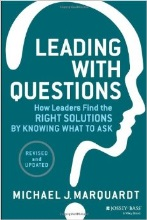 LEADING
WITH
QUESTIONS
How Leaders Find the
RIGHT SOLUTIONS
BY KNOWING WHAT TO ASK
REVISED
AND
UPDATED
MICHAEL J. MARQUARDT
JOSSEY-BASS